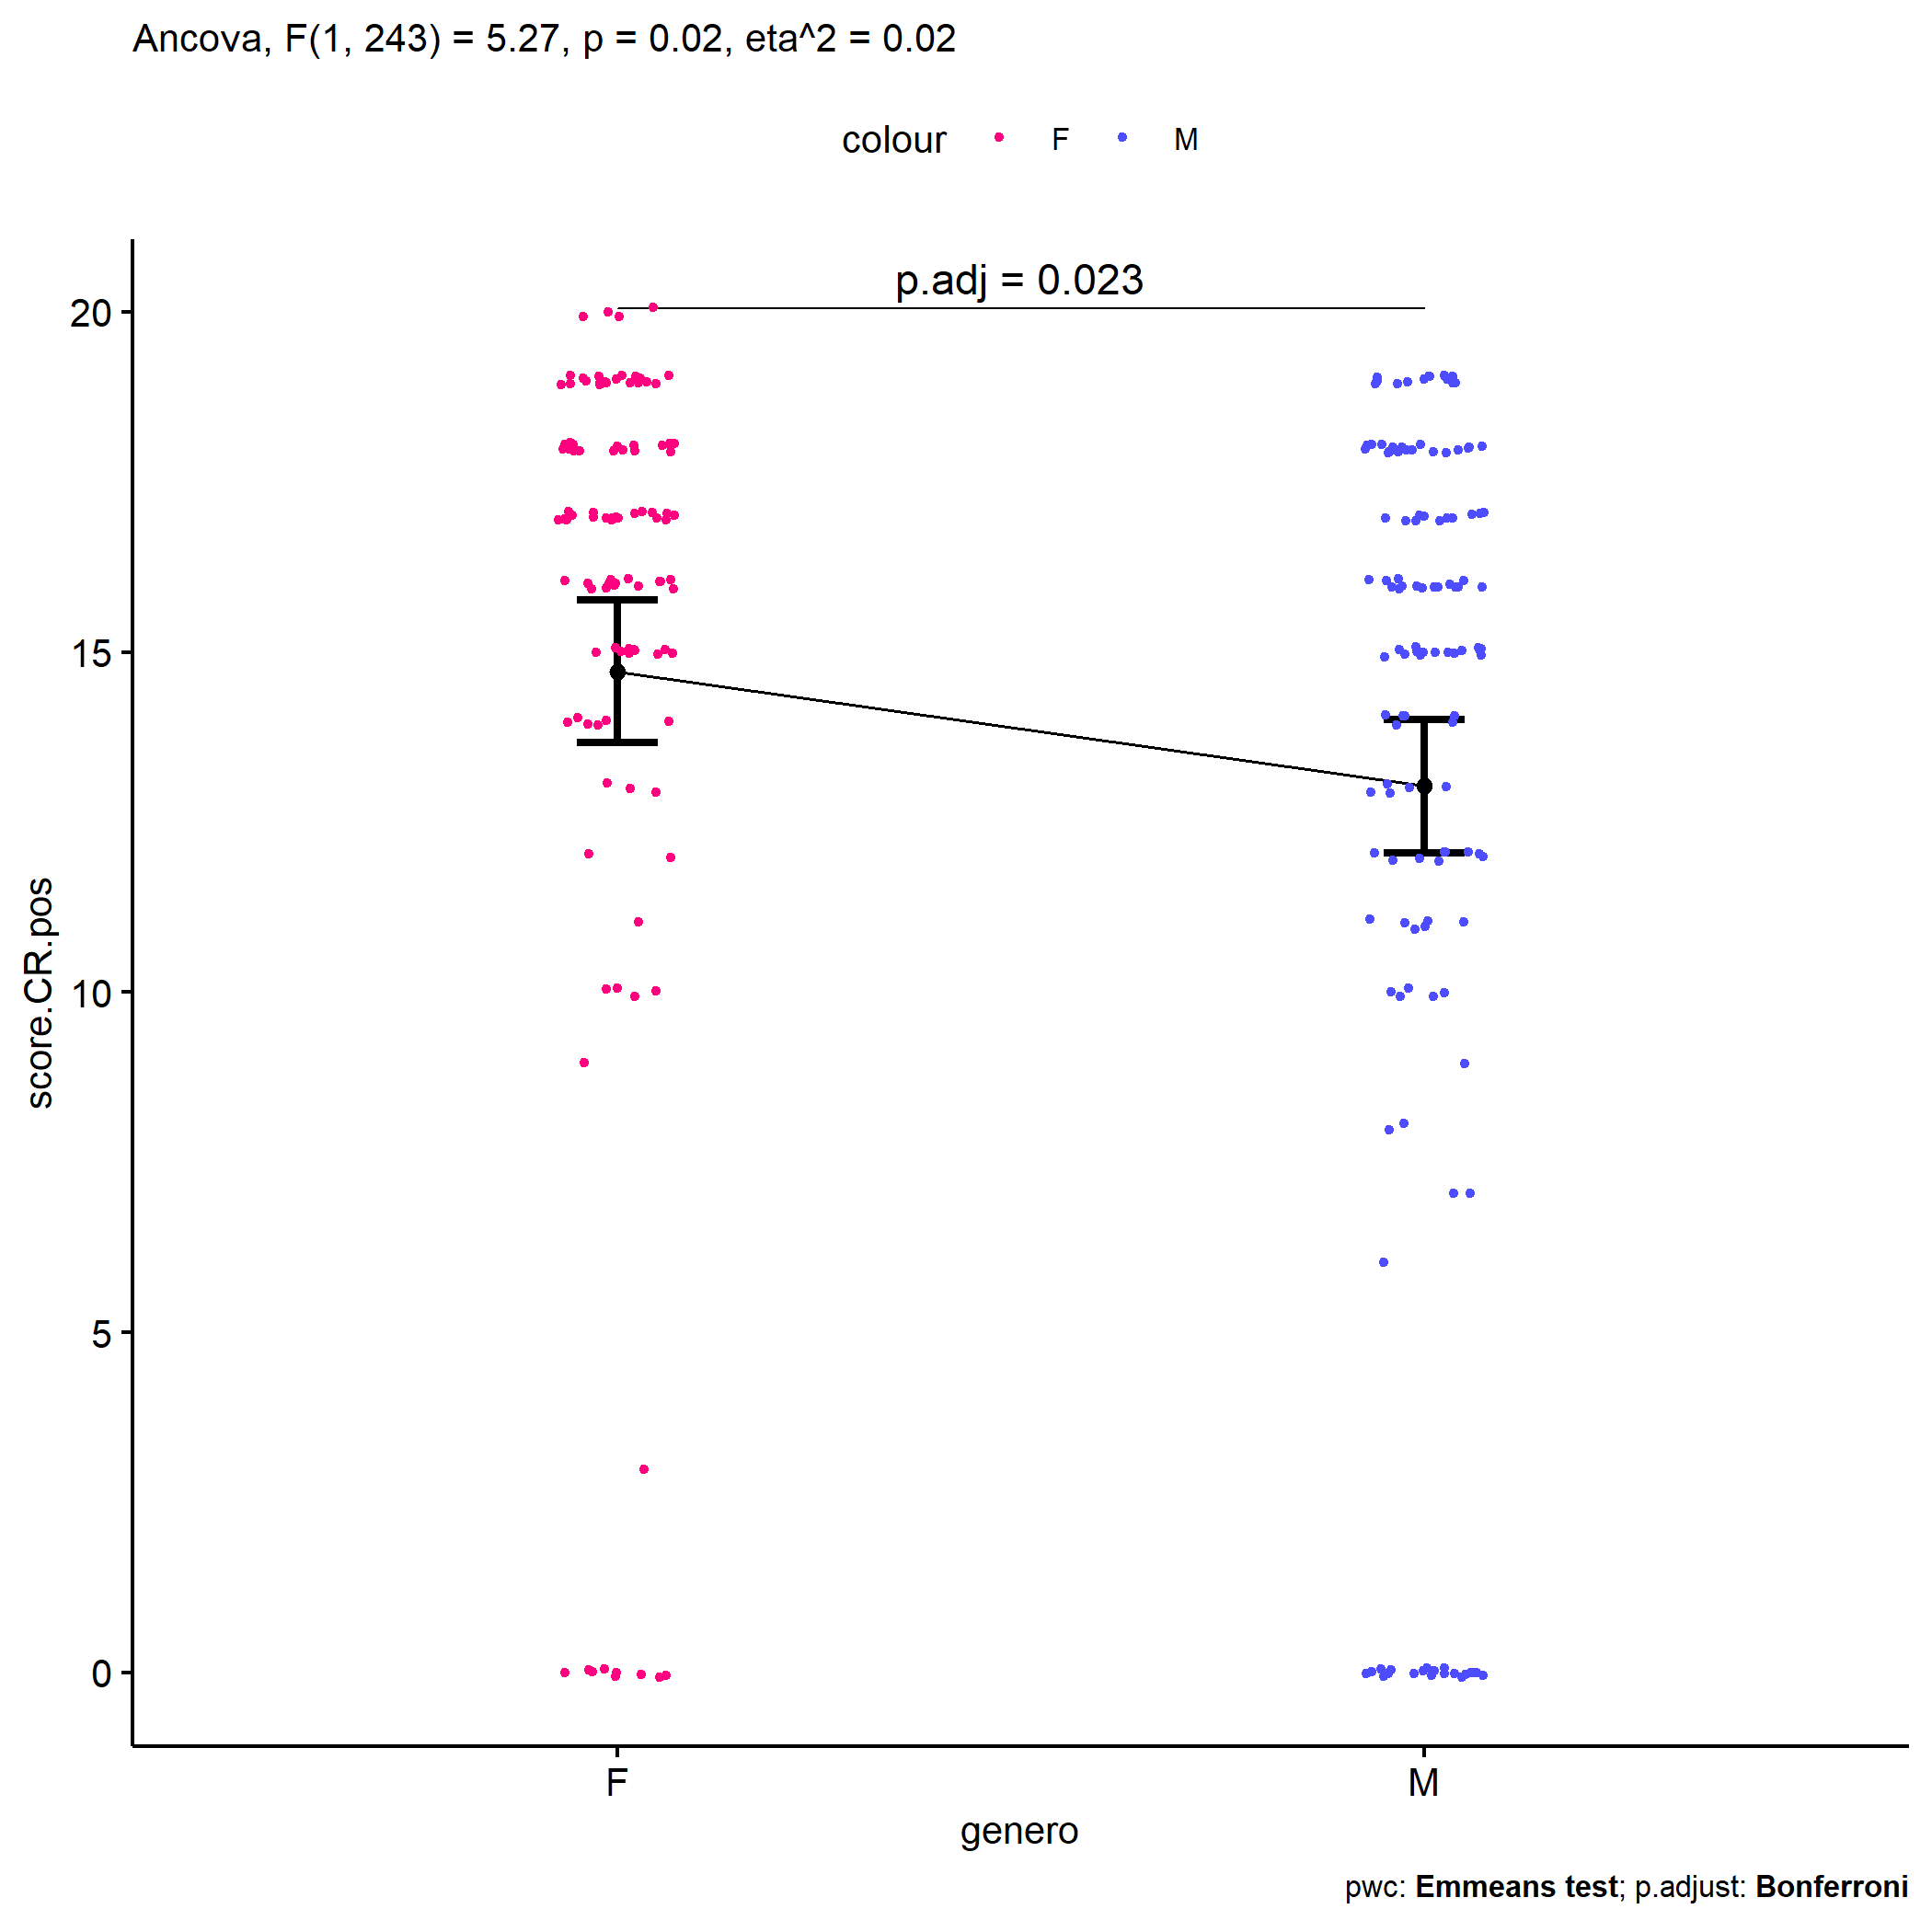 Ancova, F(1, 243) = 5.27, p = 0.02, eta^2 = 0.02
colour F M
p.adj = 0.023
20
15
10
5
0
score.CR.pos
F M
genero
pwc: Emmeans test; p.adjust: Bonferroni